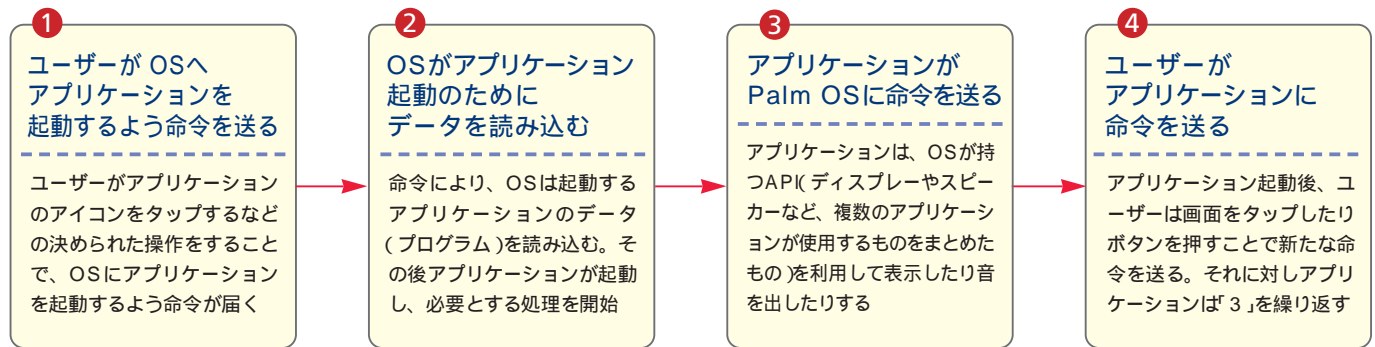 1
ユーザーが OSへ
アプリケーションを
起動するよう命令を送る
ユーザーがアプリケーション
のアイコンをタップするなど
の決められた操作をすること
で、OSにアプリケーション
を起動するよう命令が届く
2
OSがアプリケーション
起動のために
データを読み込む
命令により、OSは起動する
アプリケーションのデータ
(プログラム)を読み込む。そ
の後アプリケーションが起動
し、必要とする処理を開始
3
アプリケーションが
Palm OSに命令を送る
アプリケーションは、OSが持
つAPI(ディスプレーやスピー
カーなど、複数のアプリケーシ
ョンが使用するものをまとめた
もの)を利用して表示したり音
を出したりする
4
ユーザーが
アプリケーションに
命令を送る
アプリケーション起動後、ユ
ーザーは画面をタップしたり
ボタンを押すことで新たな命
令を送る。それに対しアプリ
ケーションは「3」を繰り返す